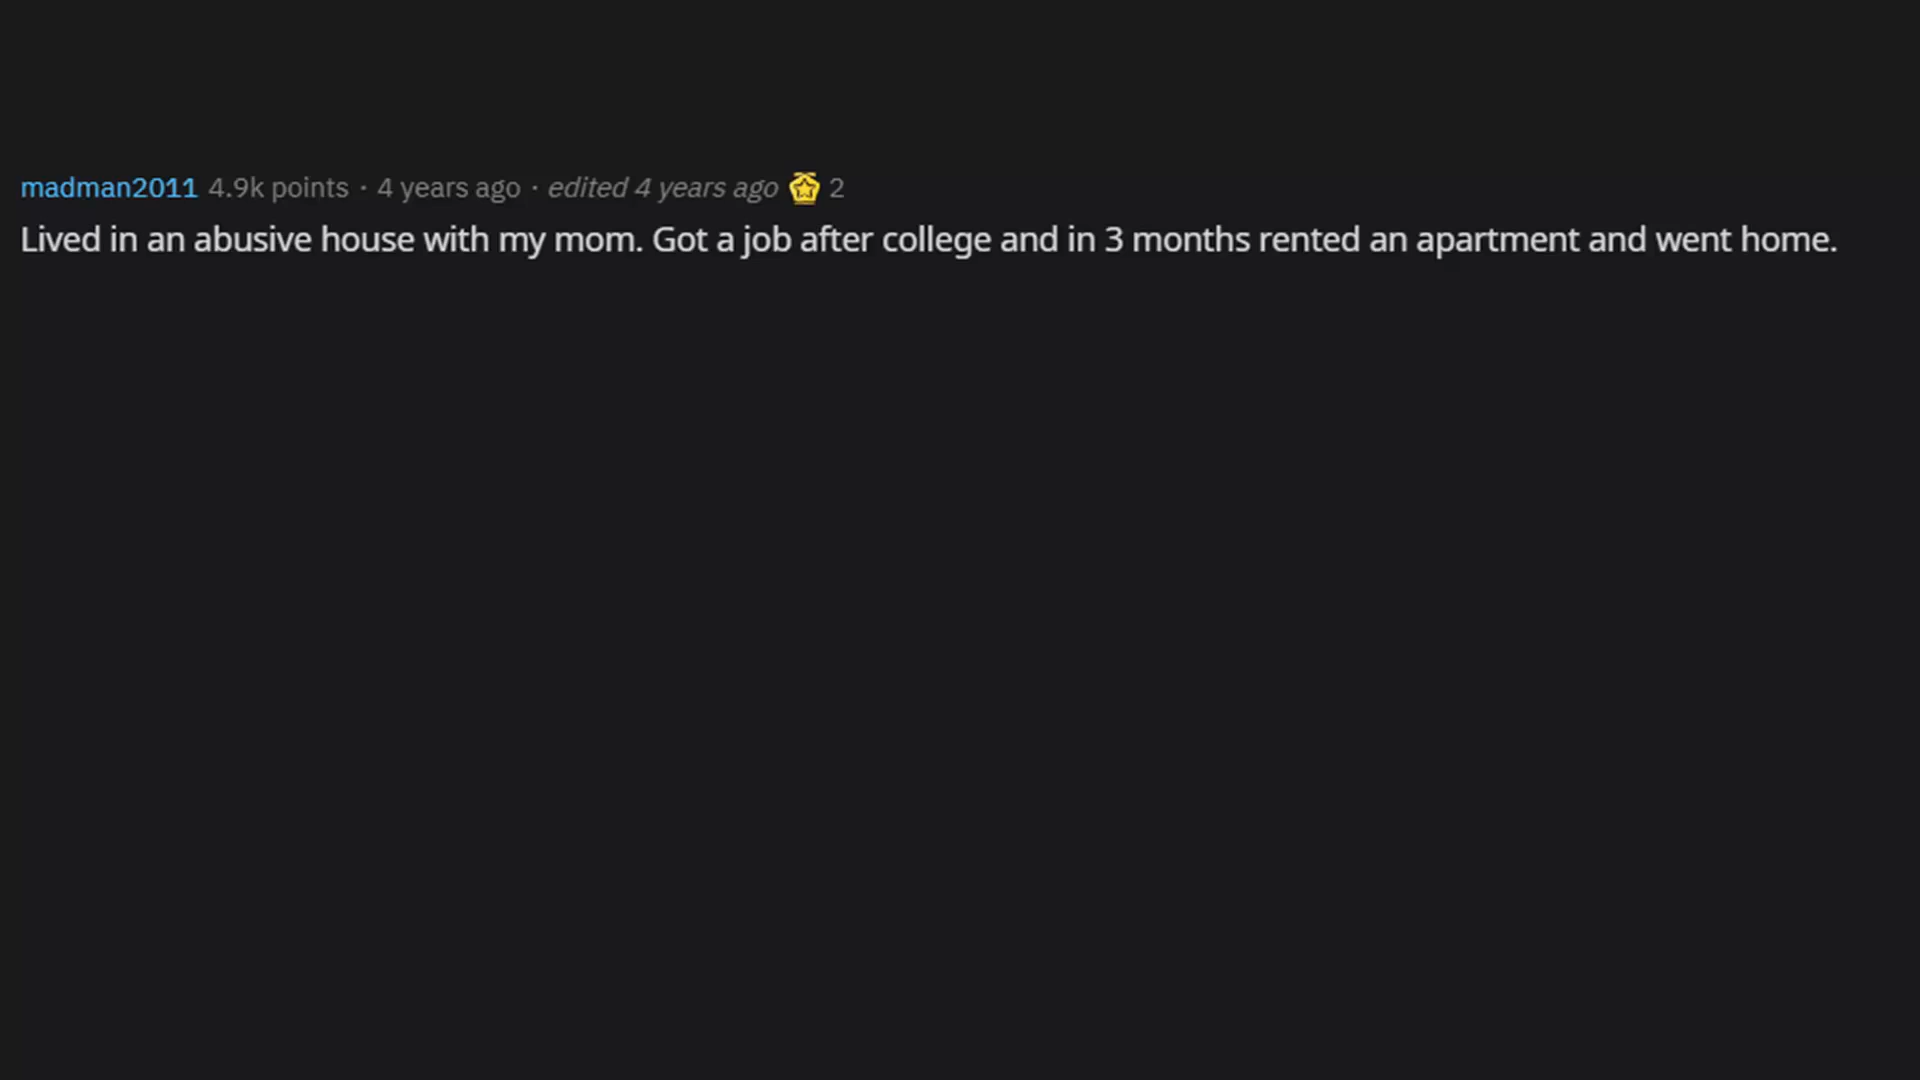 madman2011 4.9k points · 4 years ago · edited 4 years ago 2
Lived in an abusive house with my mom. Got a job after college and in 3 months rented an apartment and went home.